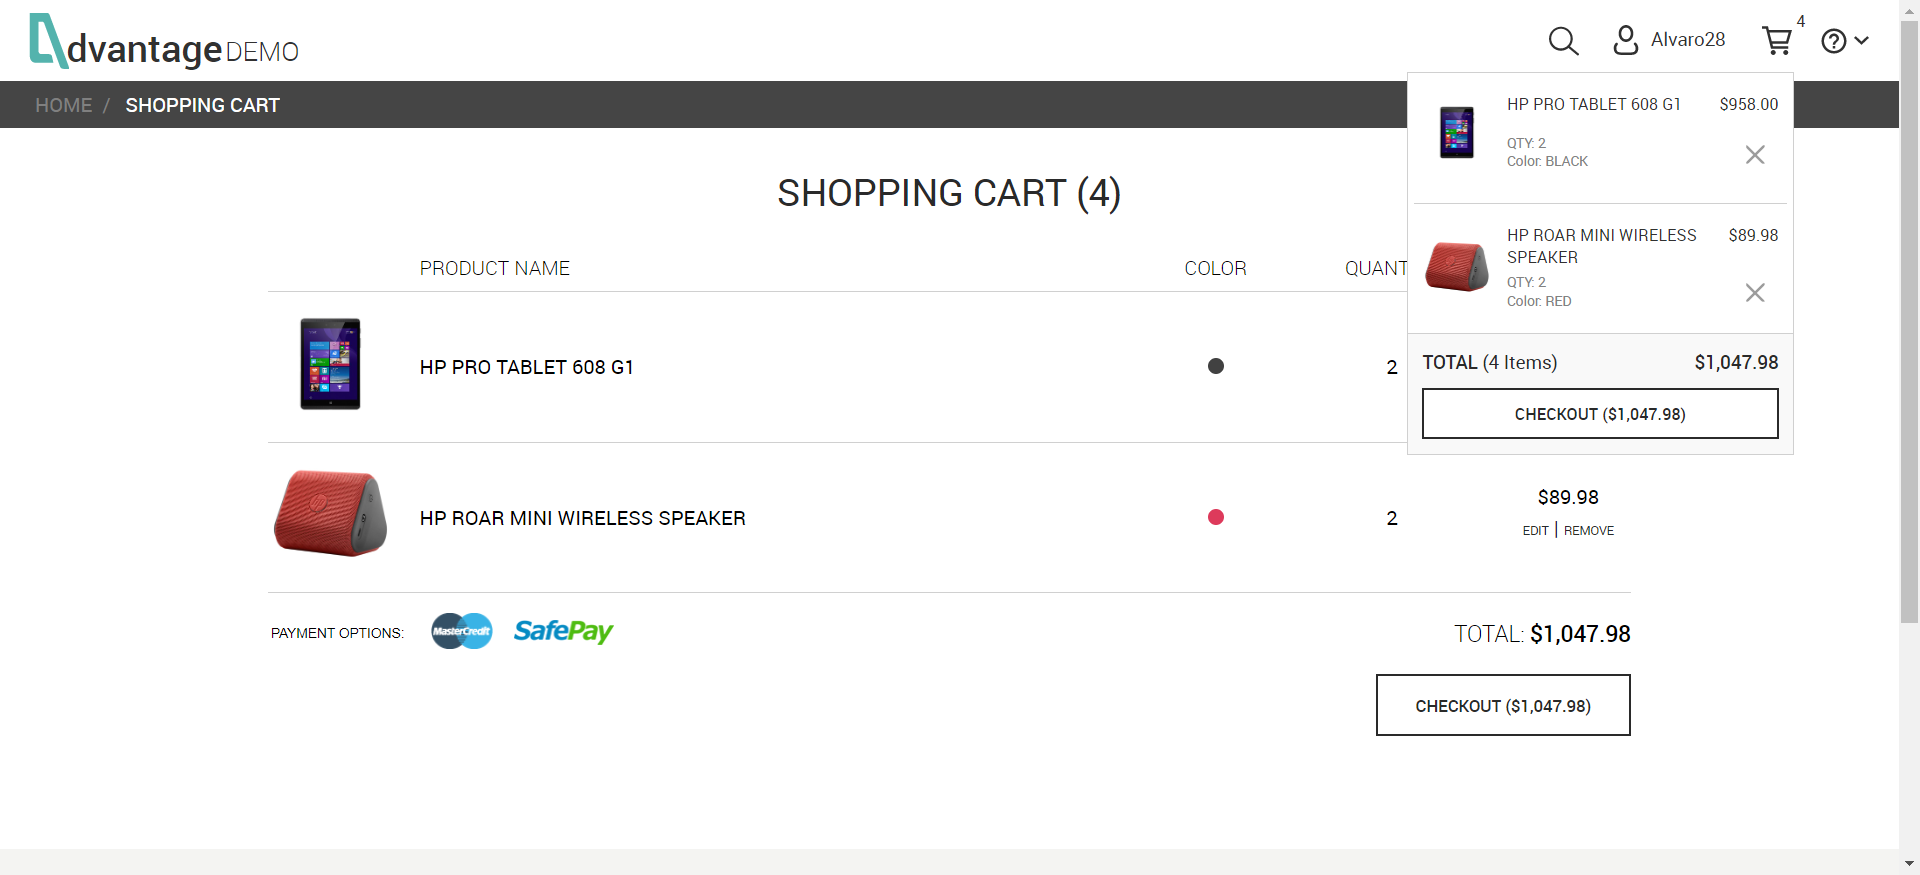 dvantage DEMO
Alvaro28
4
HOME / SHOPPING CART
HP PRO TABLET 608 G1 $958.00
QTY: 2
Color: BLACK
HP ROAR MINI WIRELESS $89.98
SPEAKER
QTY: 2
Color: RED
TOTAL (4 Items) $1,047.98
CHECKOUT ($1,047.98)
SHOPPING CART (4)
PRODUCT NAME COLOR QUANT
HP PRO TABLET 608 G1 2
HP ROAR MINI WIRELESS SPEAKER 2 $89.98
EDIT | REMOVE
PAYMENT OPTIONS: MasterCredit SafePay
TOTAL: $1,047.98
CHECKOUT ($1,047.98)